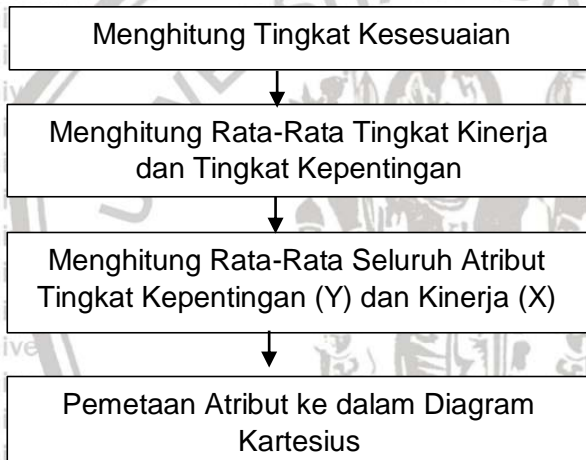 Menghitung Tingkat Kesesuaian
Menghitung Rata-Rata Tingkat Kinerja
dan Tingkat Kepentingan
Menghitung Rata-Rata Seluruh Atribut
Tingkat Kepentingan (Y) dan Kinerja (X)
Pemetaan Atribut ke dalam Diagram
Kartesius